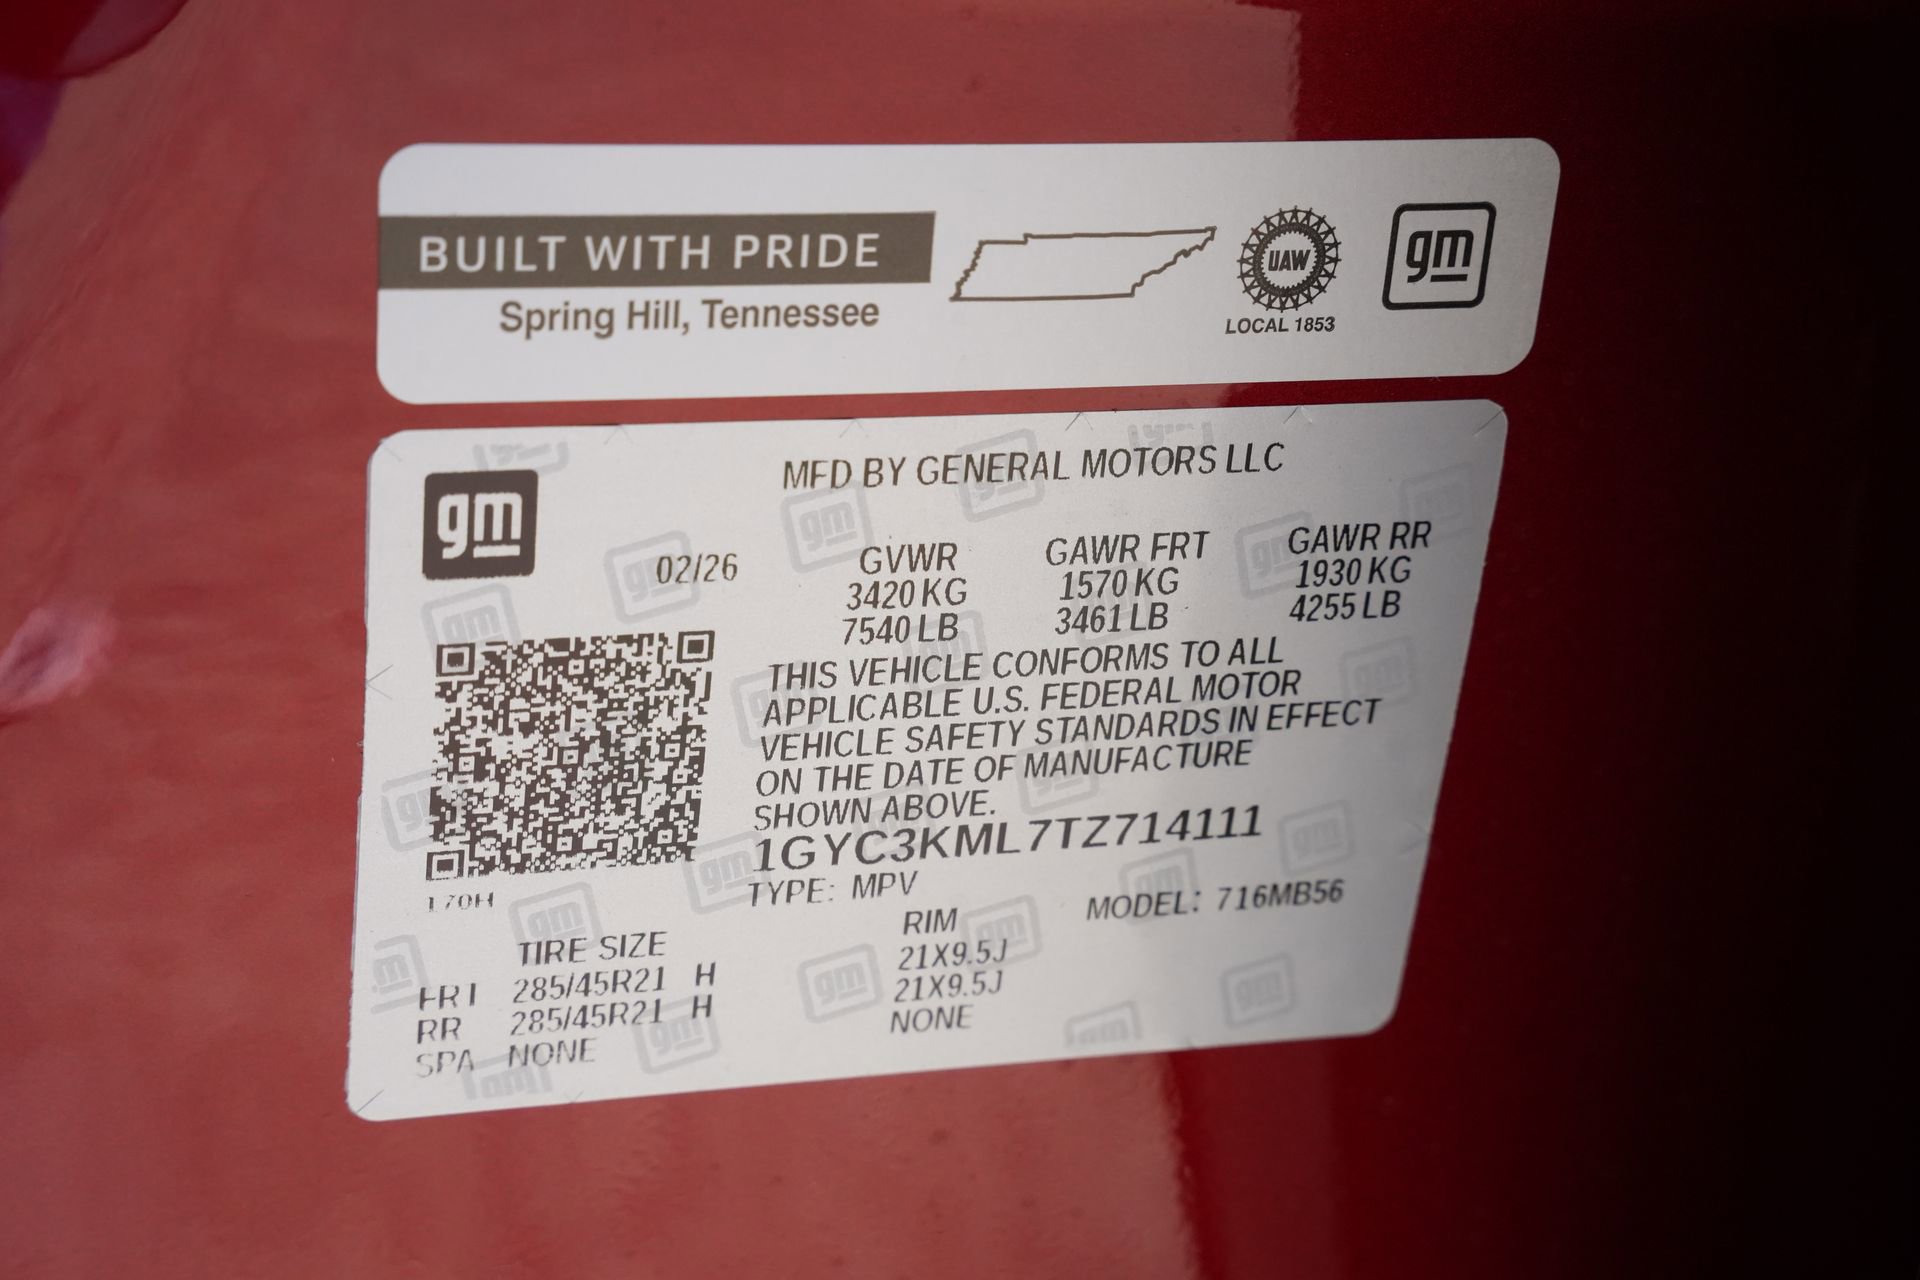 BUILT WITH PRIDE
Spring Hill, Tennessee
UAW
LOCAL 1853
gm
gm
MFD BY GENERAL MOTORS LLC
02/26
GVWR GAWR FRT GAWR RR
3420 KG 1570 KG 1930 KG
7540 LB 3461 LB 4255 LB
THIS VEHICLE CONFORMS TO ALL
APPLICABLE U.S. FEDERAL MOTOR
VEHICLE SAFETY STANDARDS IN EFFECT
ON THE DATE OF MANUFACTURE
SHOWN ABOVE.
1GYC3KML7TZ714111
170H
TYPE: MPV MODEL: 716MB56
TIRE SIZE RIM
FRT 285/45R21 H 21X9.5J
RR 285/45R21 H 21X9.5J
SPA NONE NONE